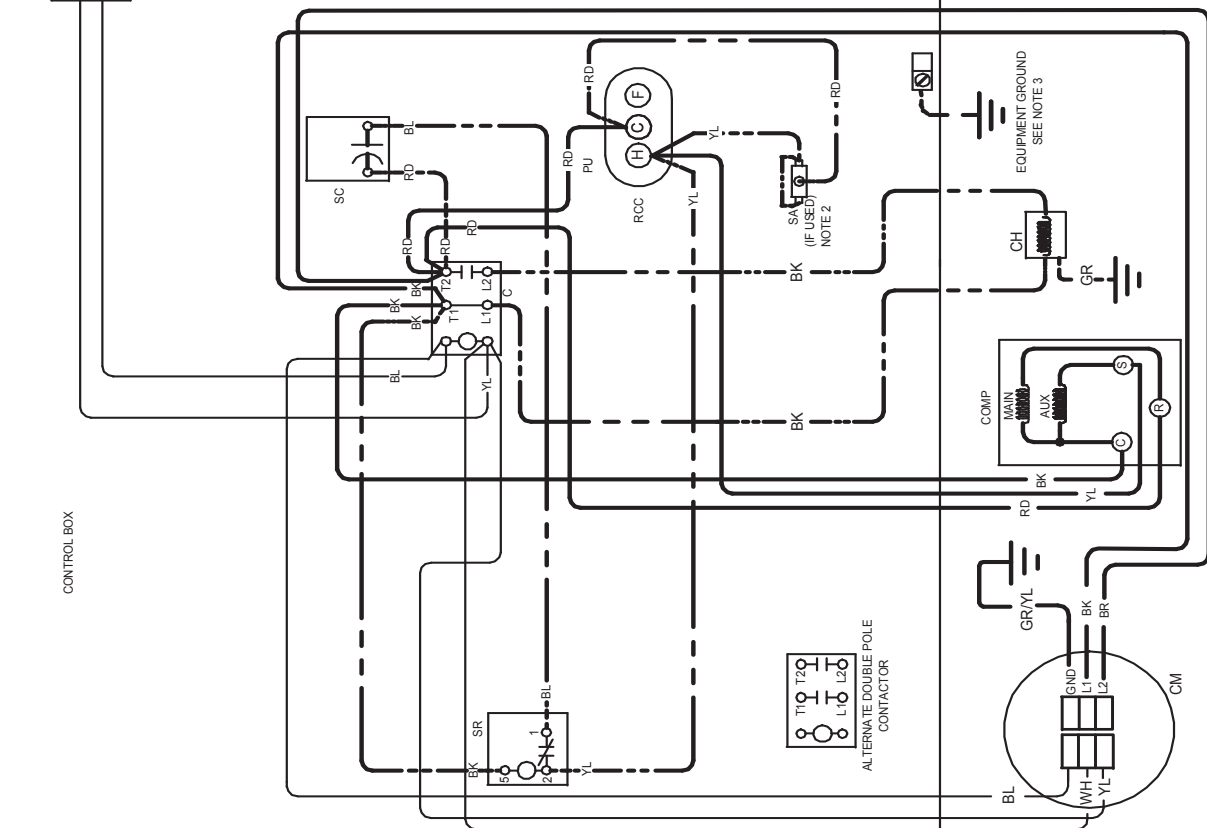 CONTROL BOX
SC
BL
RD
RD
RD
RD
BK
BK
BK
T2
L2
T1
L1
C
BL
YL
RD
RD
PU
F
C
H
RCC
YL
YL
RD
SA
(IF USED)
NOTE 2
EQUIPMENT GROUND
SEE NOTE 3
CH
GR
BK
BK
COMP
MAIN
AUX
S
R
C
BK
YL
RD
GR/YL
BK
BR
GND
L1
L2
CM
BL
WH
YL
SR
BL
BK
5
1
2
YL
T1
T2
L1
L2
ALTERNATE DOUBLE POLE
CONTACTOR